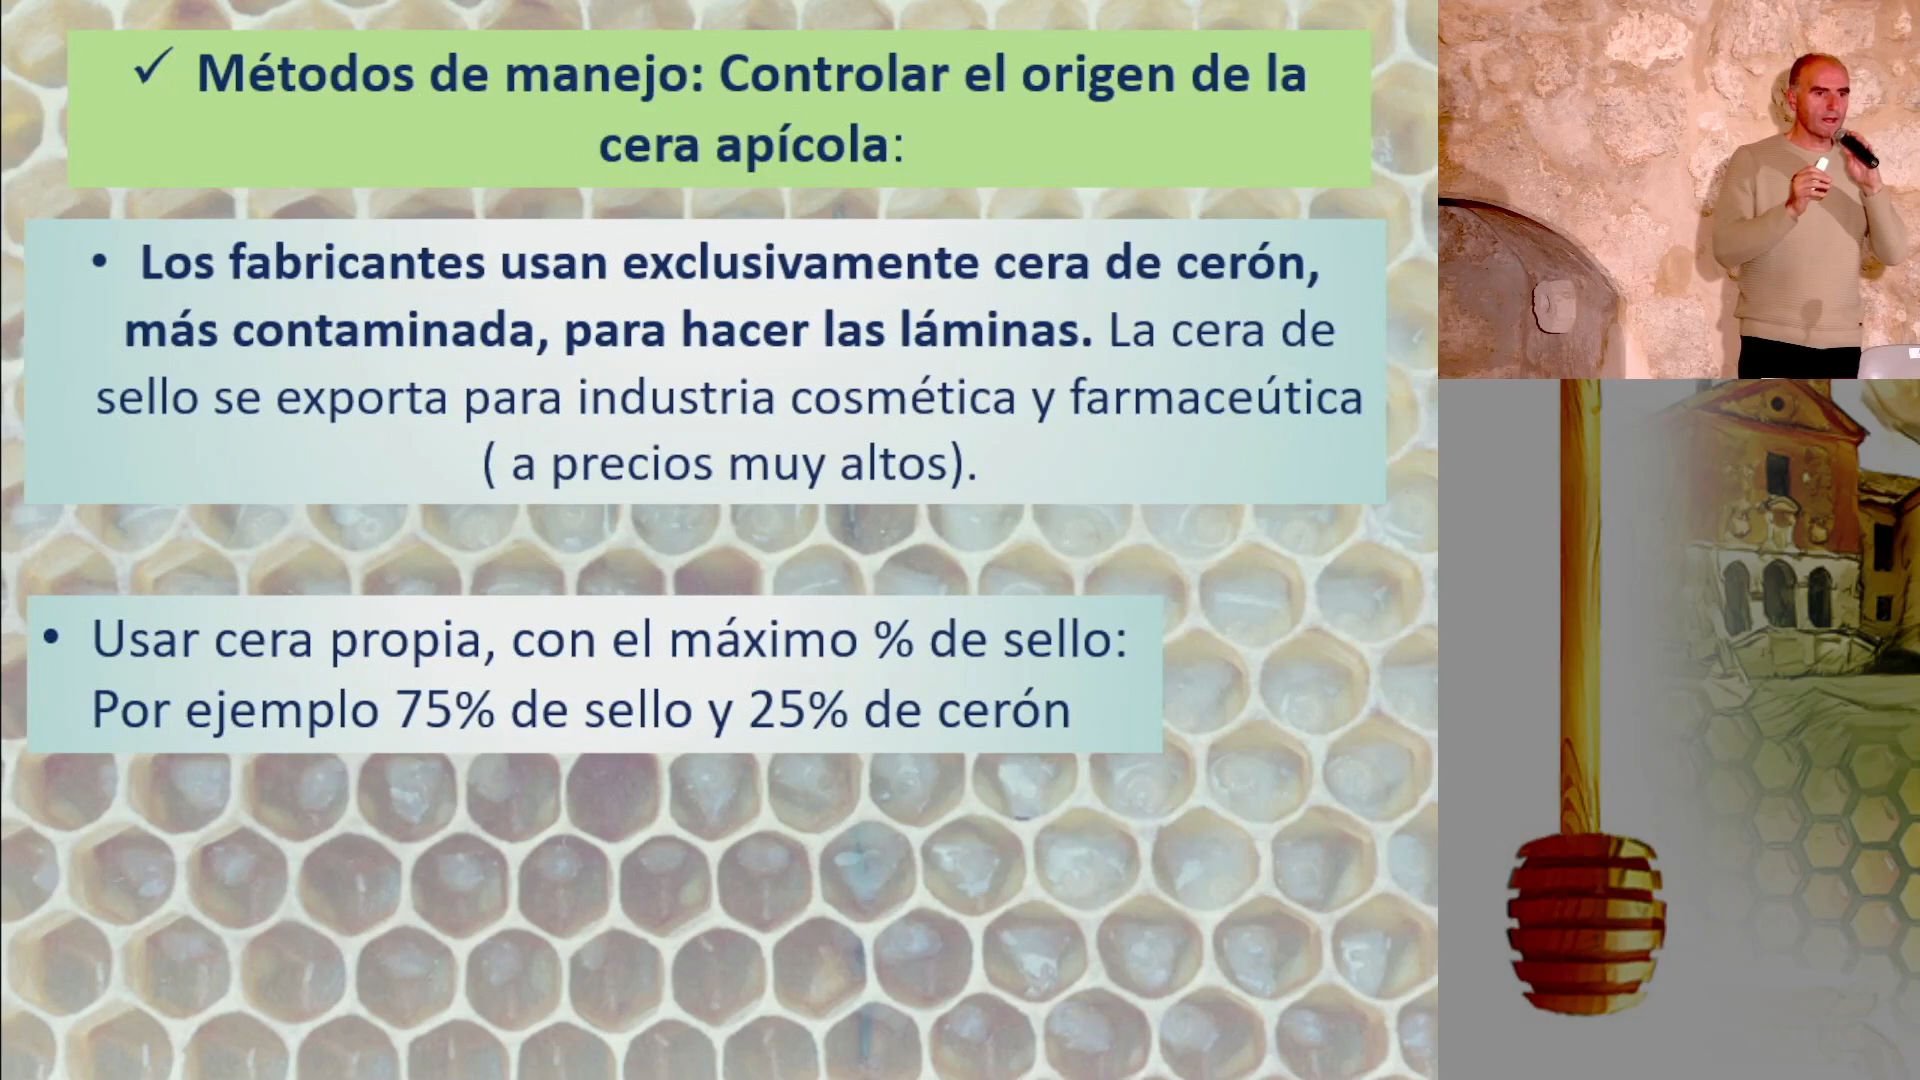 ✓ Métodos de manejo: Controlar el origen de la
cera apícola:
• Los fabricantes usan exclusivamente cera de cerón,
más contaminada, para hacer las láminas. La cera de
sello se exporta para industria cosmética y farmaceútica
( a precios muy altos).
• Usar cera propia, con el máximo % de sello:
Por ejemplo 75% de sello y 25% de cerón